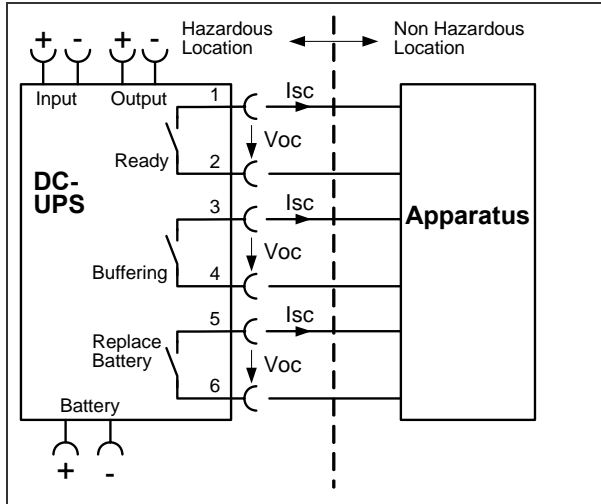 Hazardous Location
Non Hazardous Location
+ - + -
Input Output
1 Isc
Voc
Ready 2
DC-UPS
3 Isc
Voc
Buffering 4
Apparatus
5 Isc
Replace Battery
Voc
6
Battery
+ -